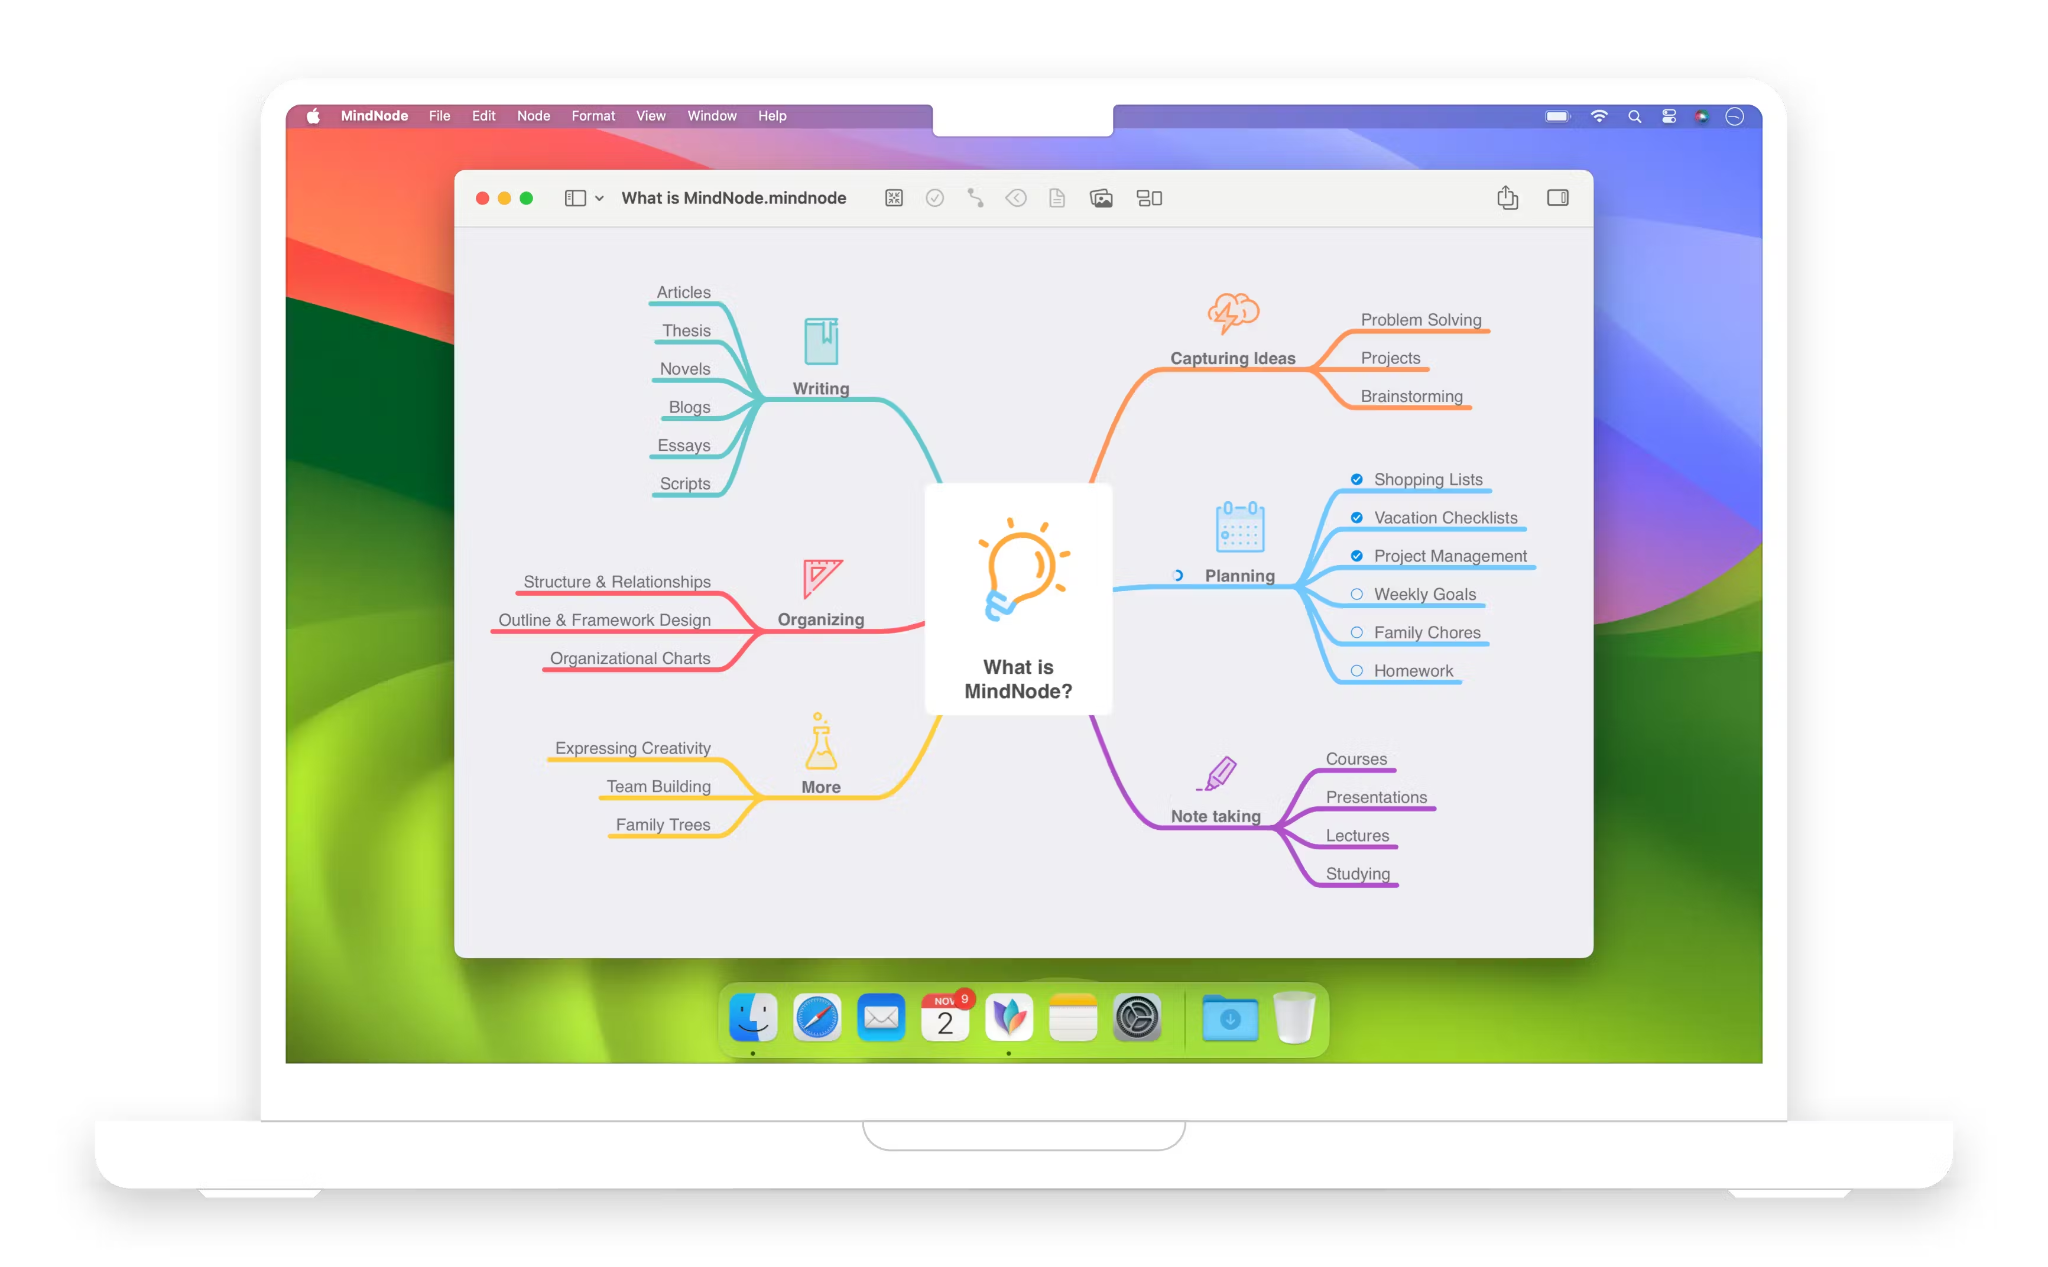 MindNode File Edit Node Format View Window Help
What is MindNode.mindnode
Articles
Thesis
Novels
Blogs
Essays
Scripts
Writing
Structure & Relationships
Outline & Framework Design
Organizational Charts
Organizing
Expressing Creativity
Team Building
Family Trees
More
What is
MindNode?
Capturing Ideas
Problem Solving
Projects
Brainstorming
Planning
Shopping Lists
Vacation Checklists
Project Management
Weekly Goals
Family Chores
Homework
Note taking
Courses
Presentations
Lectures
Studying
NOV 9
2